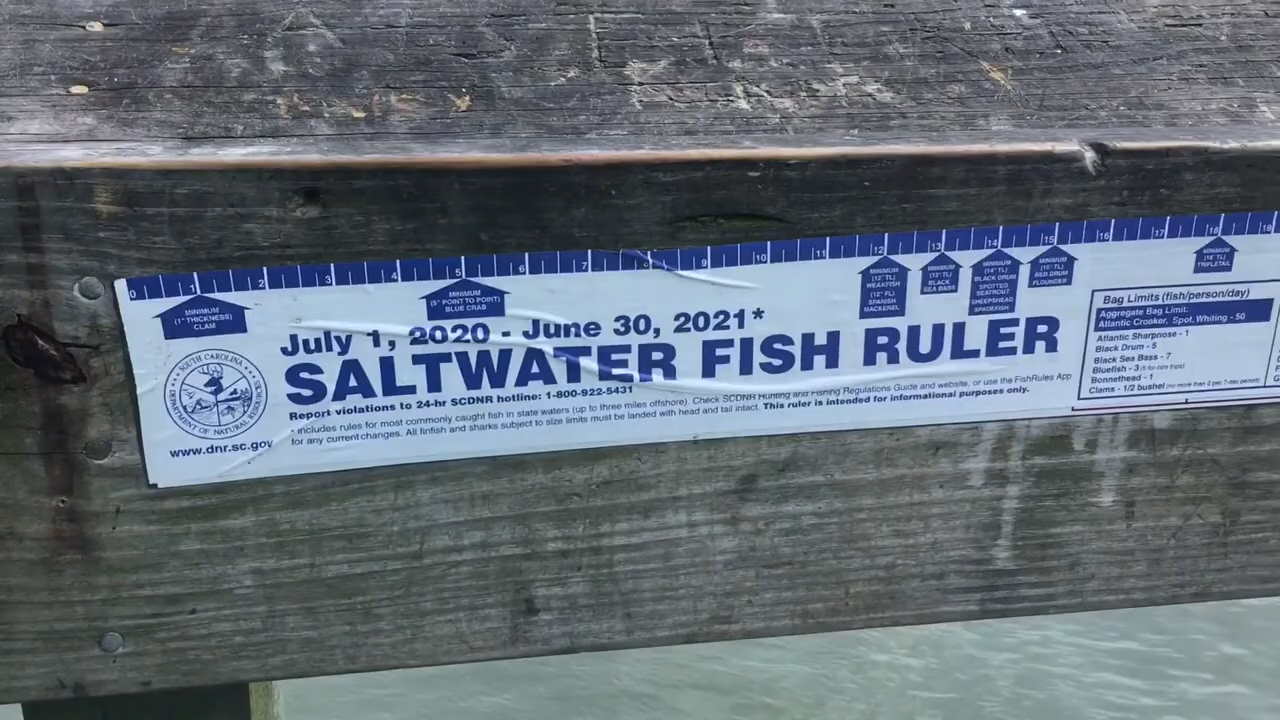 0 1 2 3 4 5 6 7 8 9 10 11 12 13 14 15 16 17 18 19
MINIMUM
(1" THICKNESS)
CLAM
MINIMUM
(5" POINT TO POINT)
BLUE CRAB
MINIMUM
(12" TL)
WEAKFISH
(12" FL)
SPANISH
MACKEREL
MINIMUM
(13" TL)
BLACK
SEA BASS
MINIMUM
(14" TL)
BLACK DRUM
SPOTTED
SEATROUT
SHEEPSHEAD
SPADEFISH
MINIMUM
(15" TL)
RED DRUM
FLOUNDER
MINIMUM
(18" TL)
TRIPLETAIL
SOUTH CAROLINA
DEPARTMENT OF NATURAL RESOURCES
www.dnr.sc.gov
July 1, 2020 - June 30, 2021*
SALTWATER FISH RULER
Report violations to 24-hr SCDNR hotline: 1-800-922-5431
* Includes rules for most commonly caught fish in state waters (up to three miles offshore). Check SCDNR Hunting and Fishing Regulations Guide and website, or use the FishRules App
for any current changes. All finfish and sharks subject to size limits must be landed with head and tail intact. This ruler is intended for informational purposes only.
Bag Limits (fish/person/day)
Aggregate Bag Limit:
Atlantic Croaker, Spot, Whiting - 50
Atlantic Sharpnose - 1
Black Drum - 5
Black Sea Bass - 7
Bluefish - 3 (5 for-hire trips)
Bonnethead - 1
Clams - 1/2 bushel (no more than 2 per 7-day period)